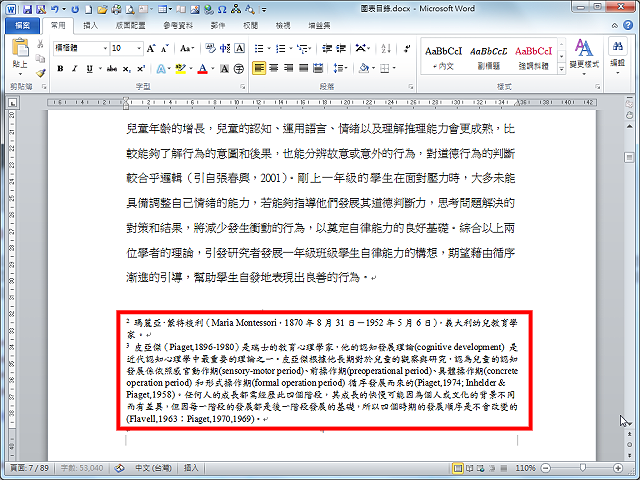 圖表目錄.docx - Microsoft Word
檔案 常用 插入 版面配置 參考資料 郵件 校閱 檢視 增益集
貼上 標楷體 10 AaBbCcI AaBbCcI AaBbCcI 變更樣式 編輯
內文 副標題 強調斜體
剪貼簿 字型 段落 樣式
兒童年齡的增長，兒童的認知、運用語言、情緒以及理解推理能力會更成熟，比
較能夠了解行為的意圖和後果，也能分辨故意或意外的行為，對道德行為的判斷
較合乎邏輯（引自張春興，2001）。剛上一年級的學生在面對壓力時，大多未能
具備調整自己情緒的能力，若能夠指導他們發展其道德判斷力，思考問題解決的
對策和結果，將減少發生衝動的行為，以奠定自律能力的良好基礎。綜合以上兩
位學者的理論，引發研究者發展一年級班級學生自律能力的構想，期望藉由循序
漸進的引導，幫助學生自發地表現出良善的行為。
2 瑪麗亞·蒙特梭利（Maria Montessori，1870 年 8 月 31 日－1952 年 5 月 6 日)，義大利幼兒教育學
家。
3 皮亞傑（Piaget,1896-1980）是瑞士的教育心理學家，他的認知發展理論(cognitive development) 是
近代認知心理學中最重要的理論之一。皮亞傑根據他長期對於兒童的觀察與研究，認為兒童的認知
發展係依照感官動作期(sensory-motor period)、前操作期(preoperational period)、具體操作期(concrete
operation period) 和形式操作期(formal operation period) 循序發展而來的(Piaget,1974; Inhelder &
Piaget,1958)。任何人的成長都需經歷此四個階段，其成長的快慢可能因為個人或文化的背景不同
而有差異，但因每一階段的發展都是後一階段發展的基礎，所以四個時期的發展順序是不會改變的
(Flavell,1963；Piaget,1970,1969)。
頁面: 7 / 89 字數: 53,040 中文 (台灣) 插入 110%